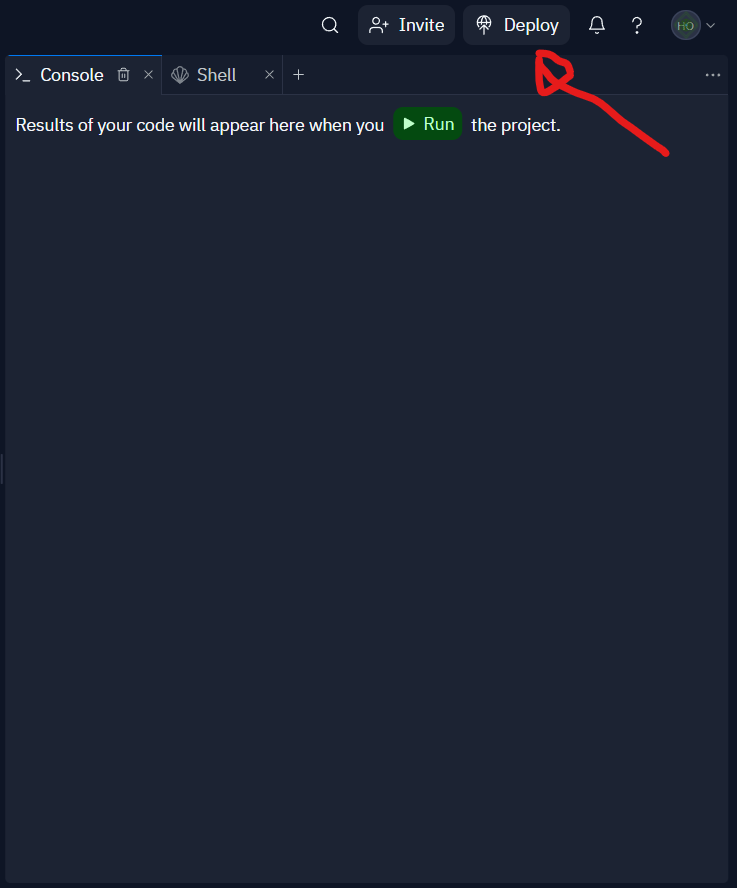 Invite Deploy HO
Console Shell
Results of your code will appear here when you Run the project.